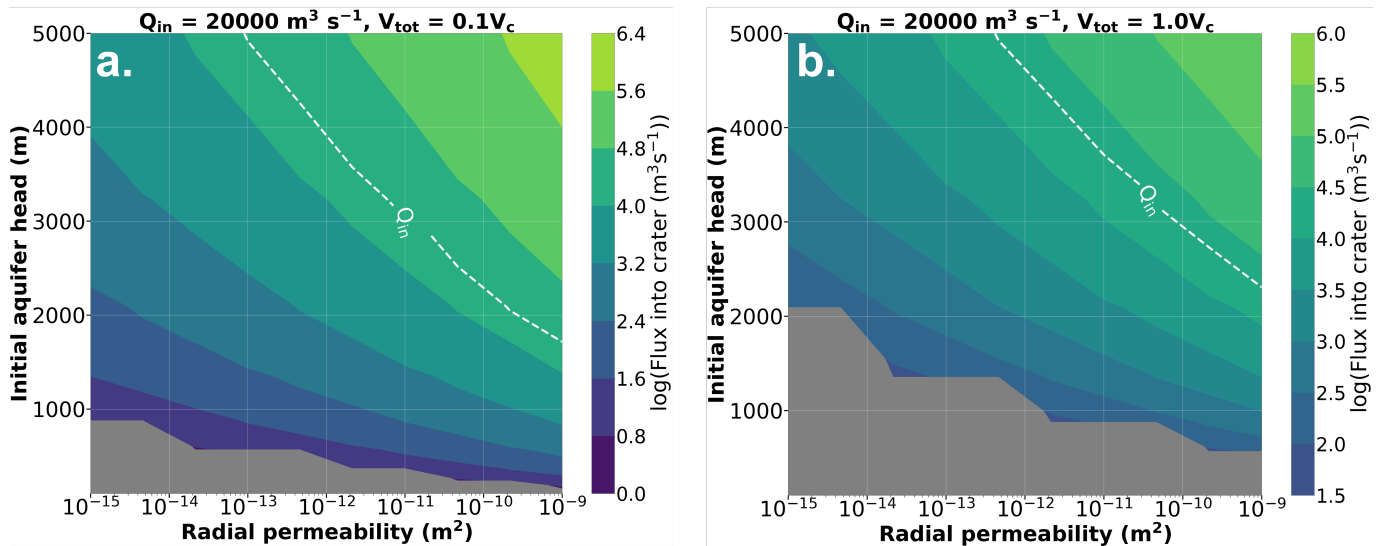 Q_in = 20000 m³ s⁻¹, V_tot = 0.1V_c
a.
Initial aquifer head (m)
5000
4000
3000
2000
1000
Q_in
10⁻¹⁵ 10⁻¹⁴ 10⁻¹³ 10⁻¹² 10⁻¹¹ 10⁻¹⁰ 10⁻⁹
Radial permeability (m²)
6.4
5.6
4.8
4.0
3.2
2.4
1.6
0.8
0.0
log(Flux into crater (m³s⁻¹))
Q_in = 20000 m³ s⁻¹, V_tot = 1.0V_c
b.
Initial aquifer head (m)
5000
4000
3000
2000
1000
Q_in
10⁻¹⁵ 10⁻¹⁴ 10⁻¹³ 10⁻¹² 10⁻¹¹ 10⁻¹⁰ 10⁻⁹
Radial permeability (m²)
6.0
5.5
5.0
4.5
4.0
3.5
3.0
2.5
2.0
1.5
log(Flux into crater (m³s⁻¹))